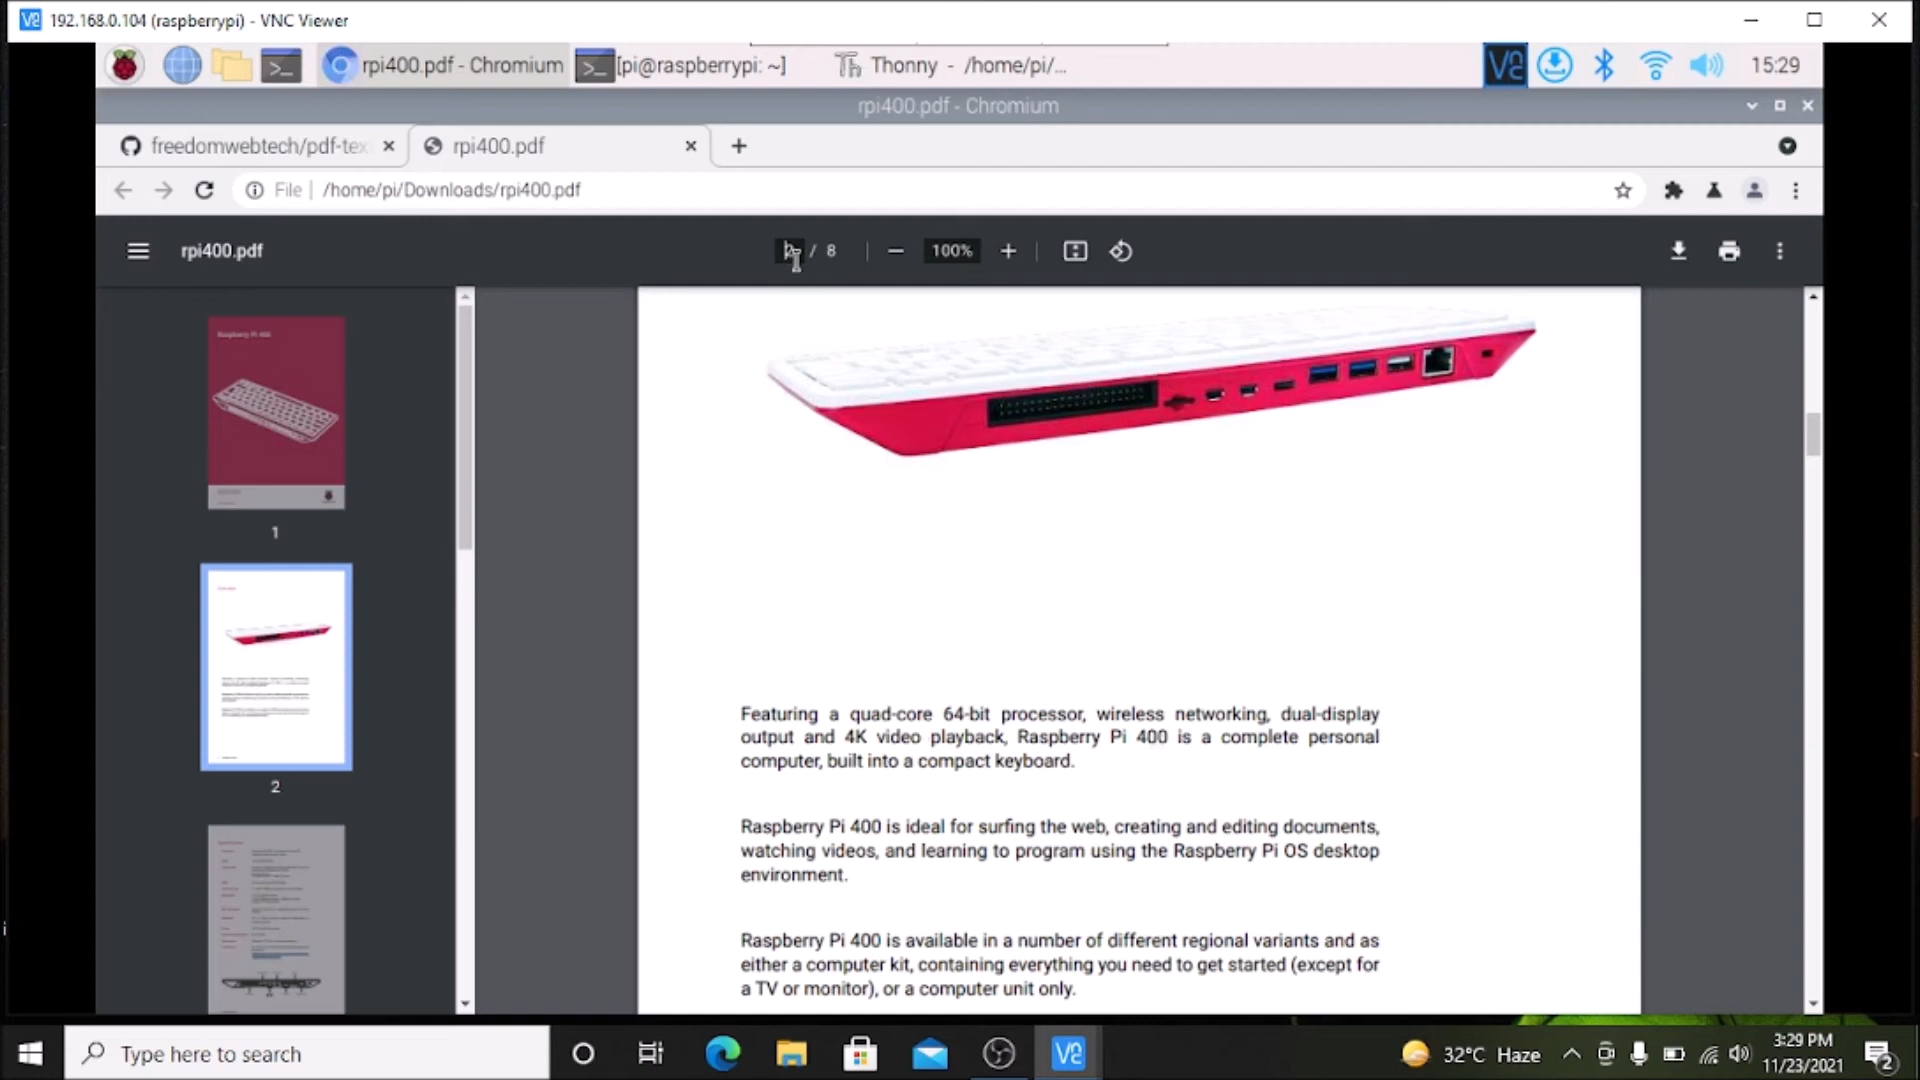 192.168.0.104 (raspberrypi) - VNC Viewer
rpi400.pdf - Chromium
[pi@raspberrypi: ~]
Thonny - /home/pi/...
15:29
rpi400.pdf - Chromium
freedomwebtech/pdf-tex
rpi400.pdf
File
/home/pi/Downloads/rpi400.pdf
rpi400.pdf
/ 8
100%
Raspberry Pi 400
1
2
Featuring a quad-core 64-bit processor, wireless networking, dual-display
output and 4K video playback, Raspberry Pi 400 is a complete personal
computer, built into a compact keyboard.
Raspberry Pi 400 is ideal for surfing the web, creating and editing documents,
watching videos, and learning to program using the Raspberry Pi OS desktop
environment.
Raspberry Pi 400 is available in a number of different regional variants and as
either a computer kit, containing everything you need to get started (except for
a TV or monitor), or a computer unit only.
Type here to search
32°C Haze
3:29 PM
11/23/2021
2